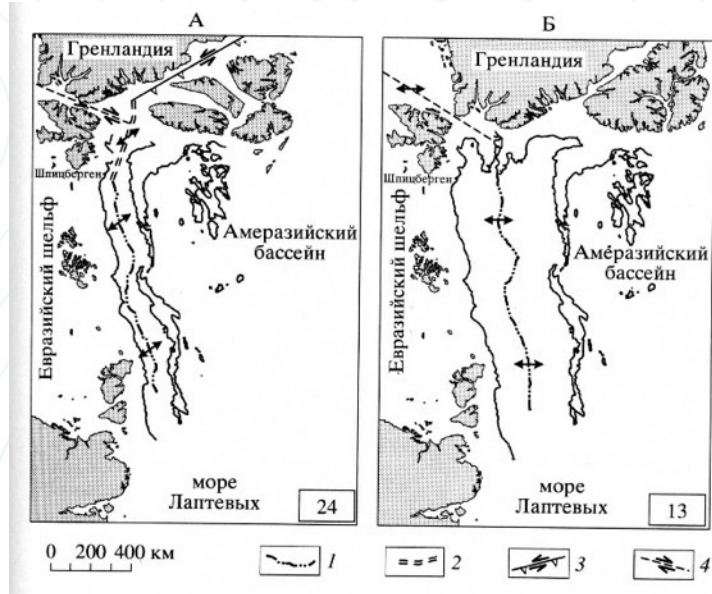 А
Гренландия
Шпицберген
Евразийский шельф
Амеразийский
бассейн
море
Лаптевых
24
Б
Гренландия
Шпицберген
Евразийский шельф
Амеразийский
бассейн
море
Лаптевых
13
0 200 400 км
1
2
3
4